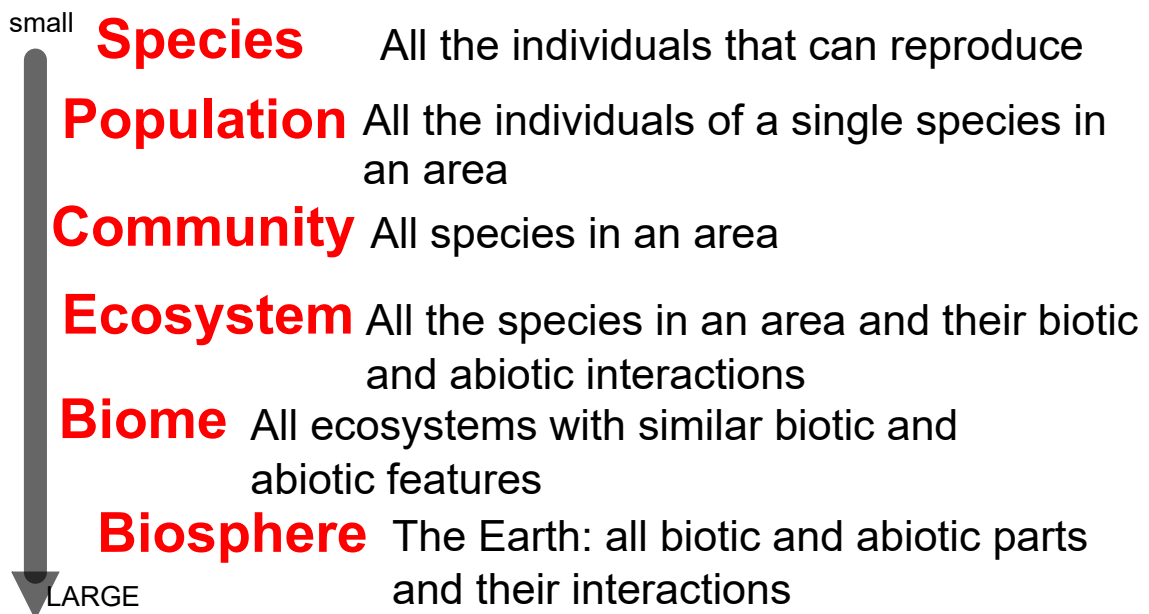 small
Species All the individuals that can reproduce
Population All the individuals of a single species in
an area
Community All species in an area
Ecosystem All the species in an area and their biotic
and abiotic interactions
Biome All ecosystems with similar biotic and
abiotic features
Biosphere The Earth: all biotic and abiotic parts
and their interactions
LARGE